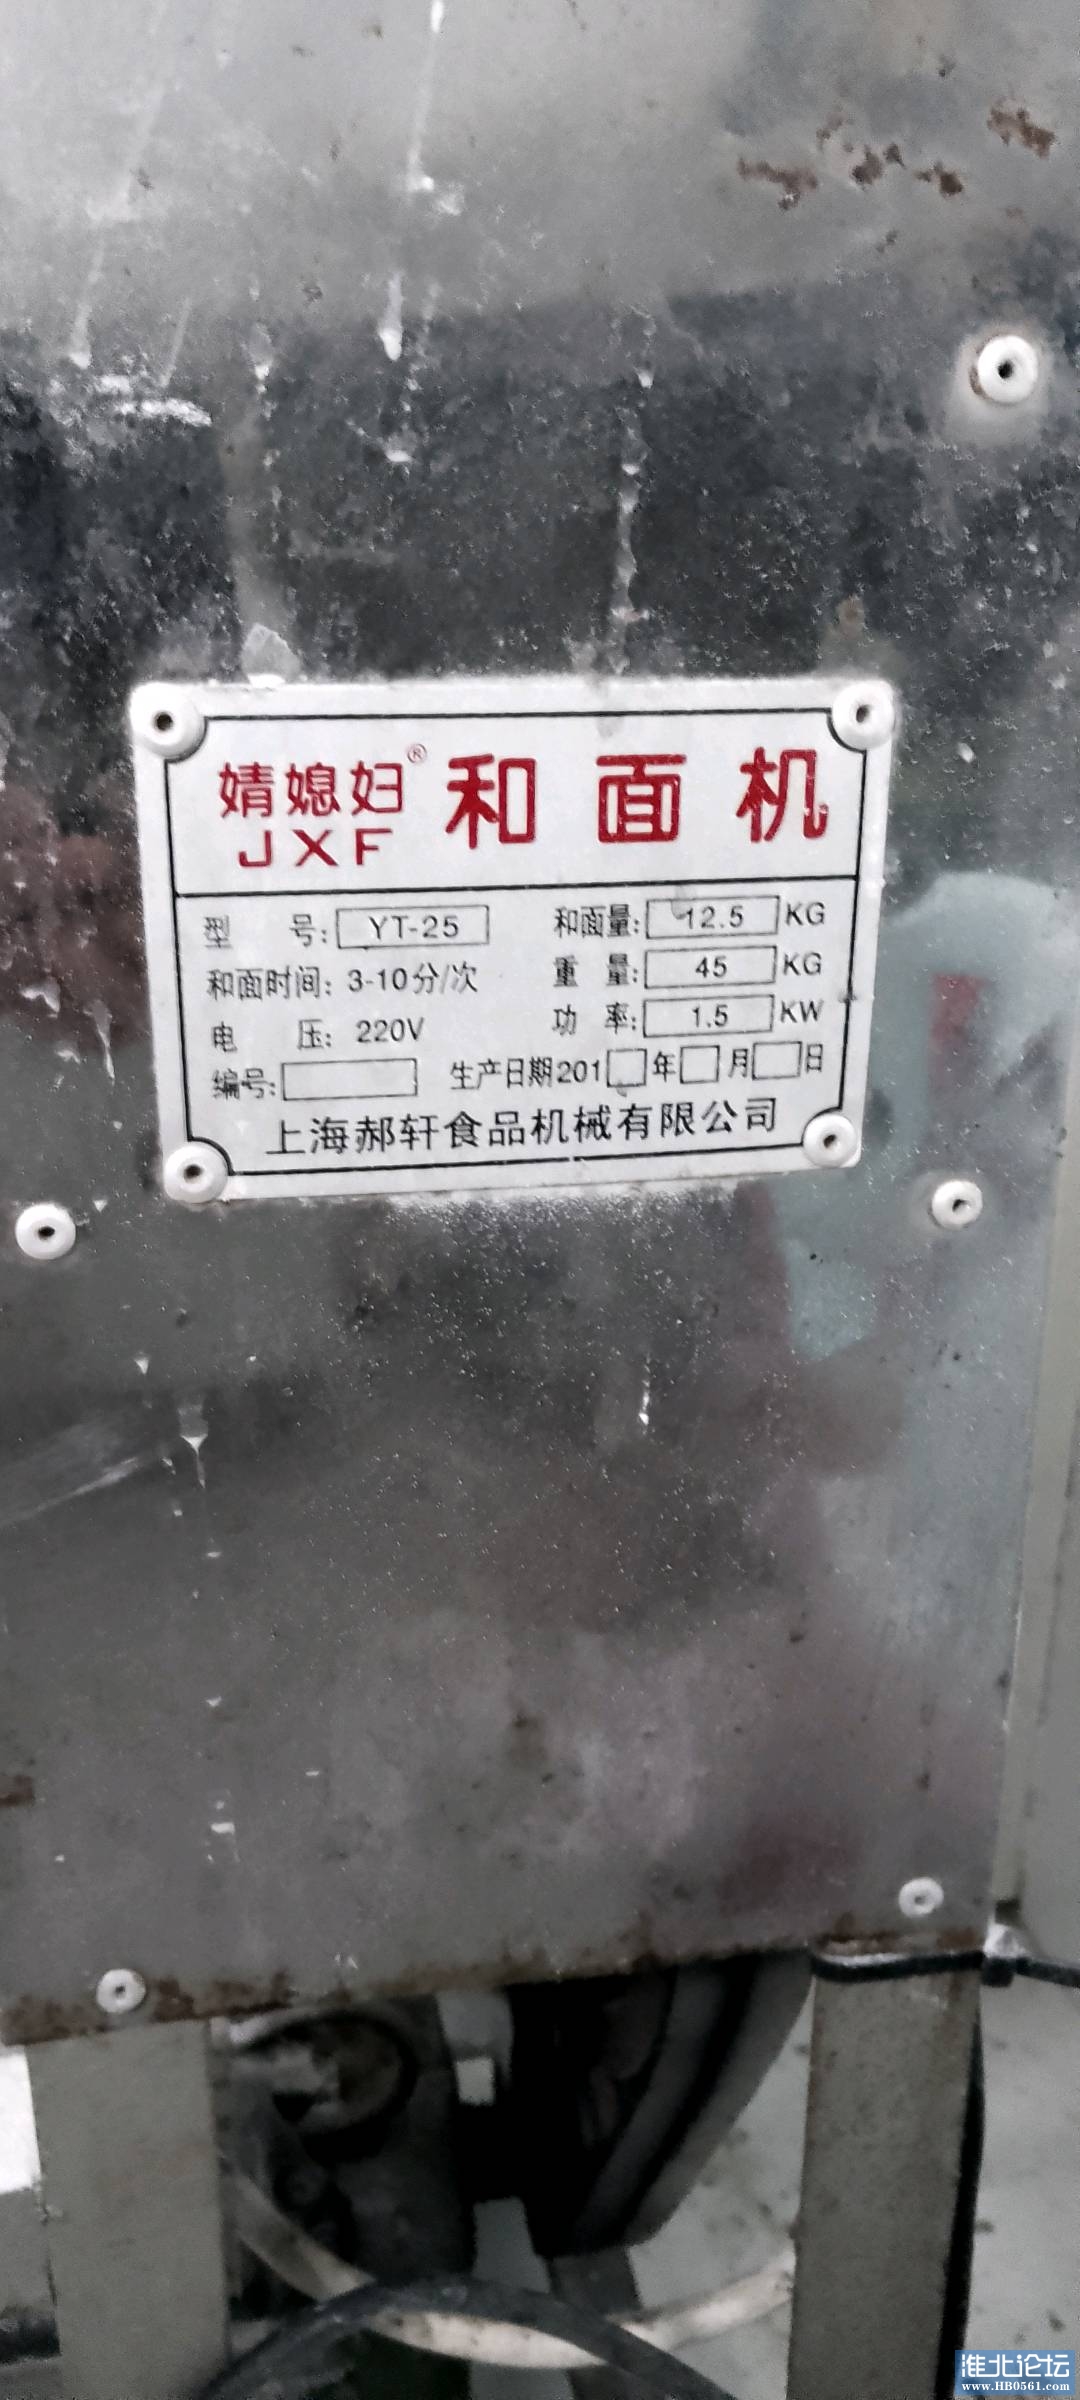 婧媳妇® 和面机
JXF
型 号: YT-25 和面量: 12.5 KG
和面时间: 3-10分/次 重 量: 45 KG
电 压: 220V 功 率: 1.5 KW
编号: 生产日期201 年 月 日
上海郝轩食品机械有限公司
淮北论坛
www.HB0561.com